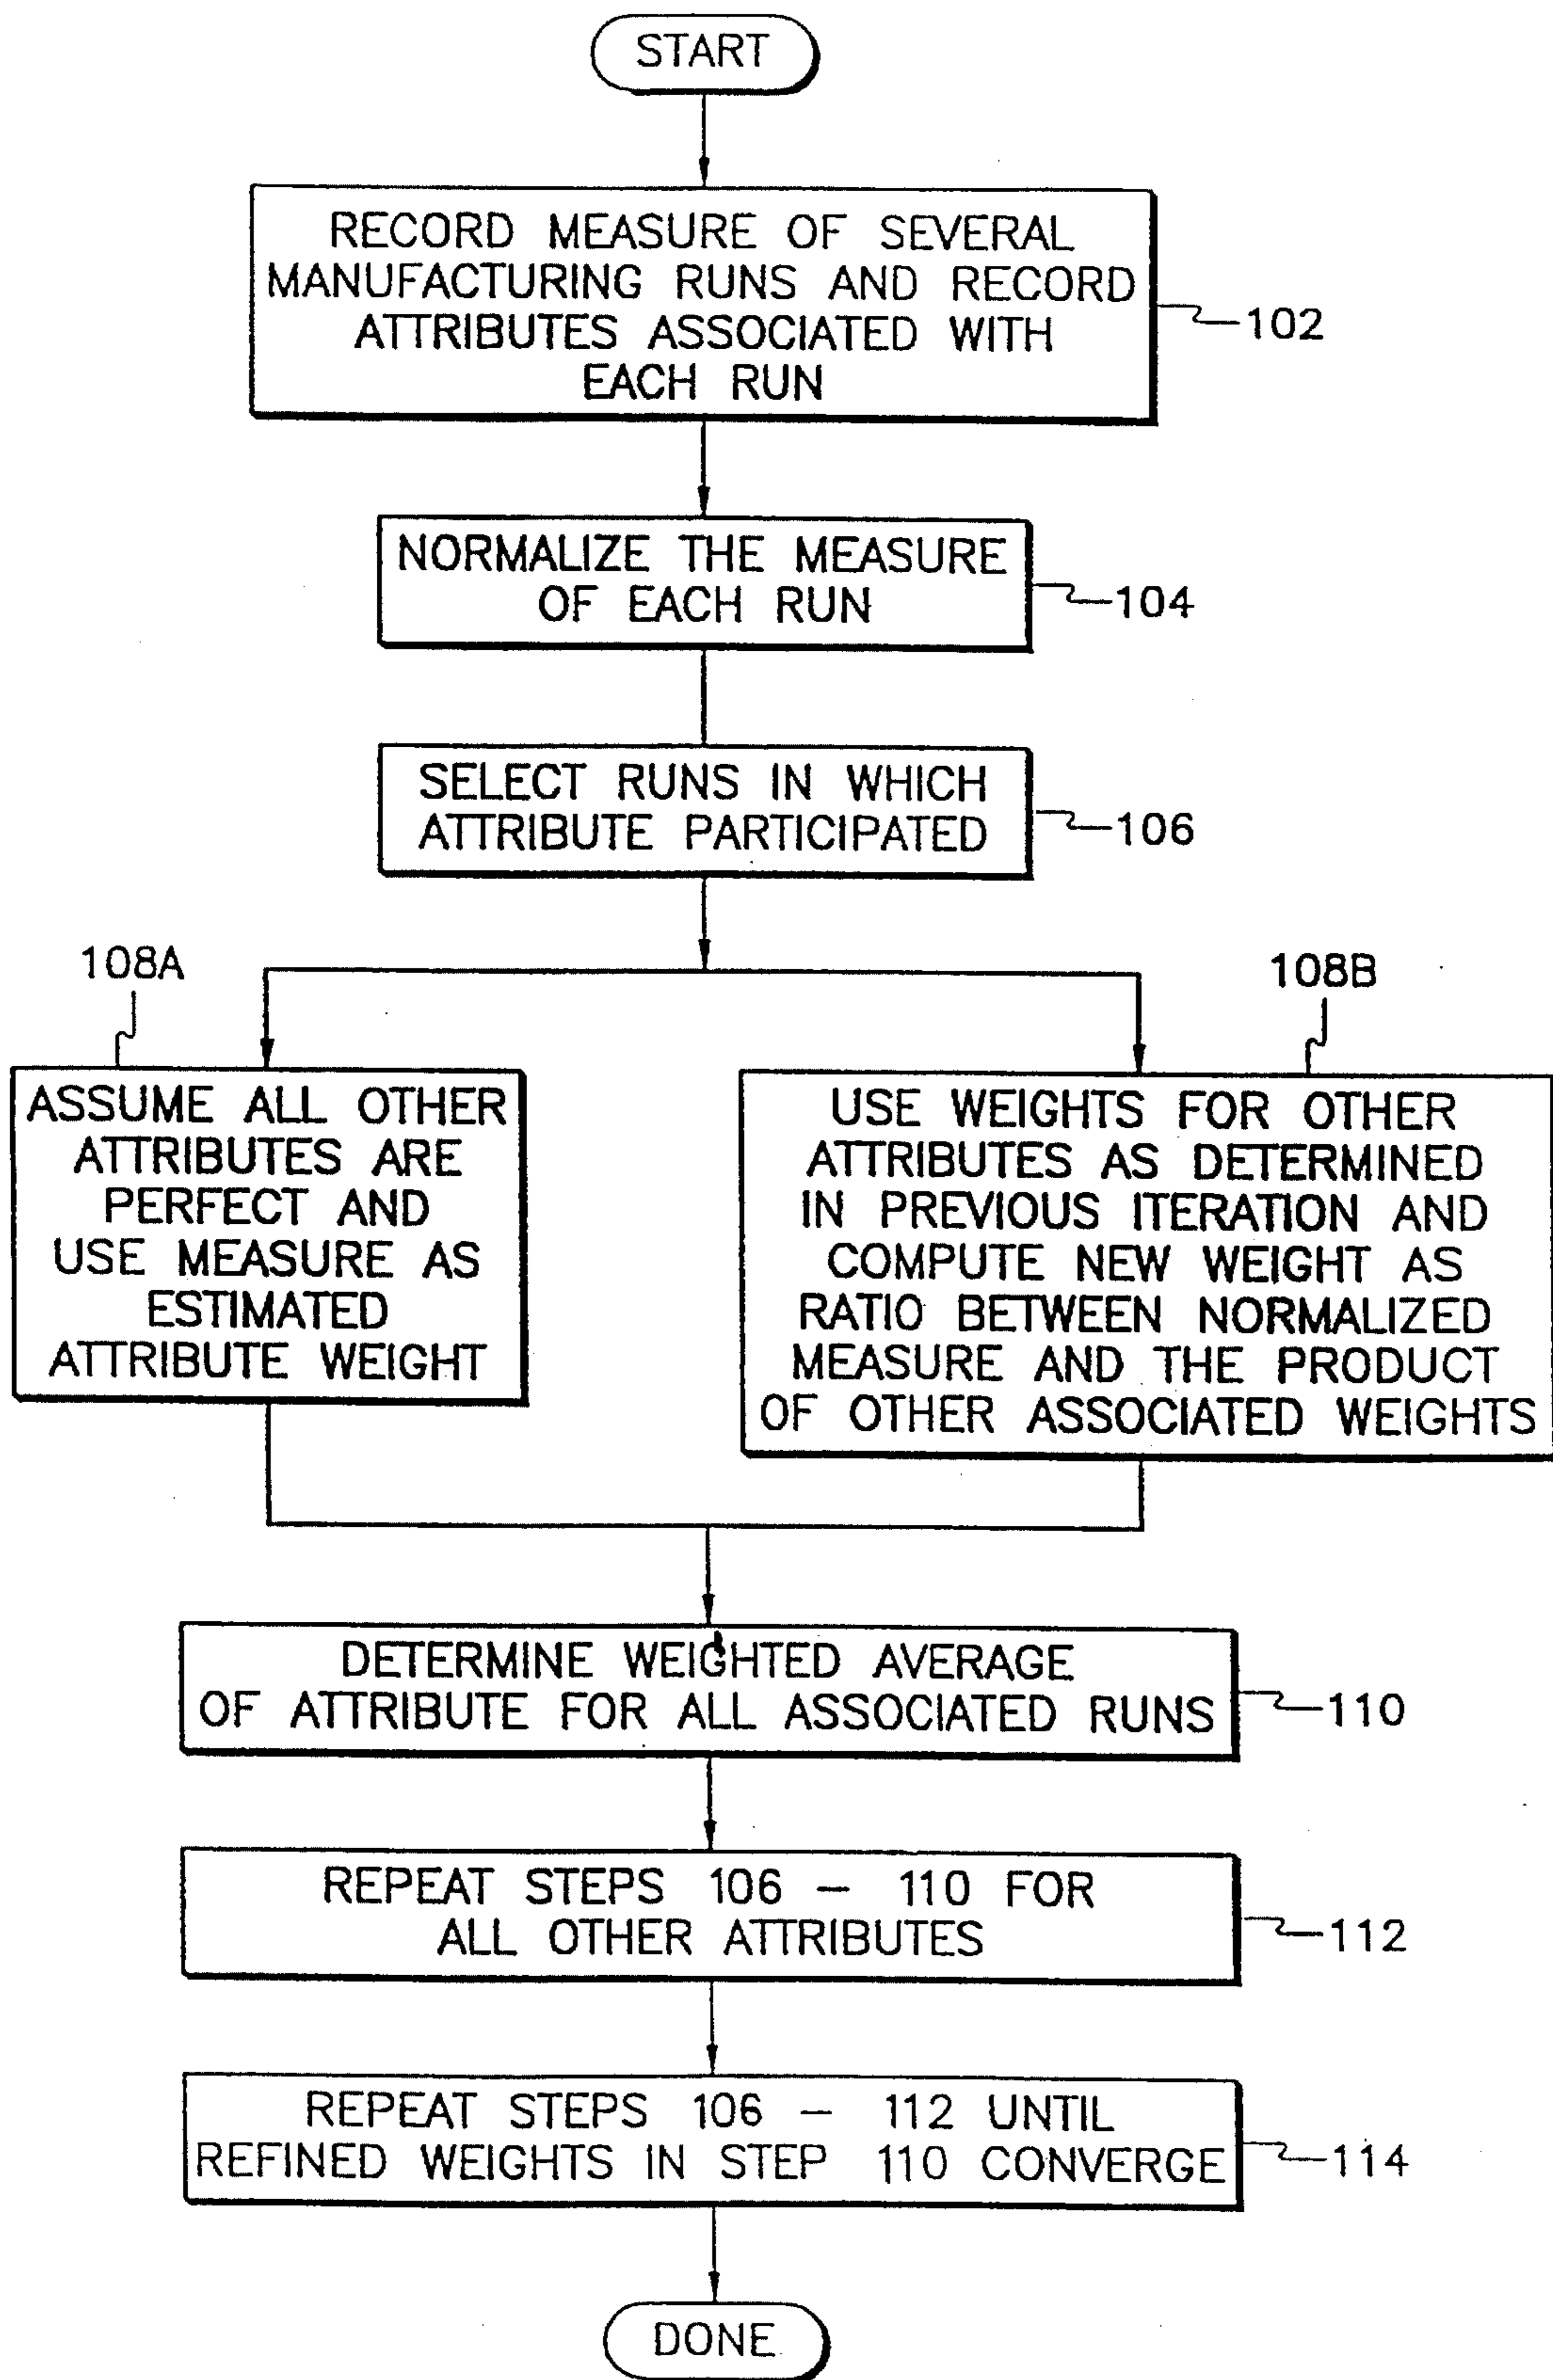 START
RECORD MEASURE OF SEVERAL
MANUFACTURING RUNS AND RECORD
ATTRIBUTES ASSOCIATED WITH
EACH RUN
102
NORMALIZE THE MEASURE
OF EACH RUN
104
SELECT RUNS IN WHICH
ATTRIBUTE PARTICIPATED
106
108A
ASSUME ALL OTHER
ATTRIBUTES ARE
PERFECT AND
USE MEASURE AS
ESTIMATED
ATTRIBUTE WEIGHT
108B
USE WEIGHTS FOR OTHER
ATTRIBUTES AS DETERMINED
IN PREVIOUS ITERATION AND
COMPUTE NEW WEIGHT AS
RATIO BETWEEN NORMALIZED
MEASURE AND THE PRODUCT
OF OTHER ASSOCIATED WEIGHTS
DETERMINE WEIGHTED AVERAGE
OF ATTRIBUTE FOR ALL ASSOCIATED RUNS
110
REPEAT STEPS 106 – 110 FOR
ALL OTHER ATTRIBUTES
112
REPEAT STEPS 106 – 112 UNTIL
REFINED WEIGHTS IN STEP 110 CONVERGE
114
DONE